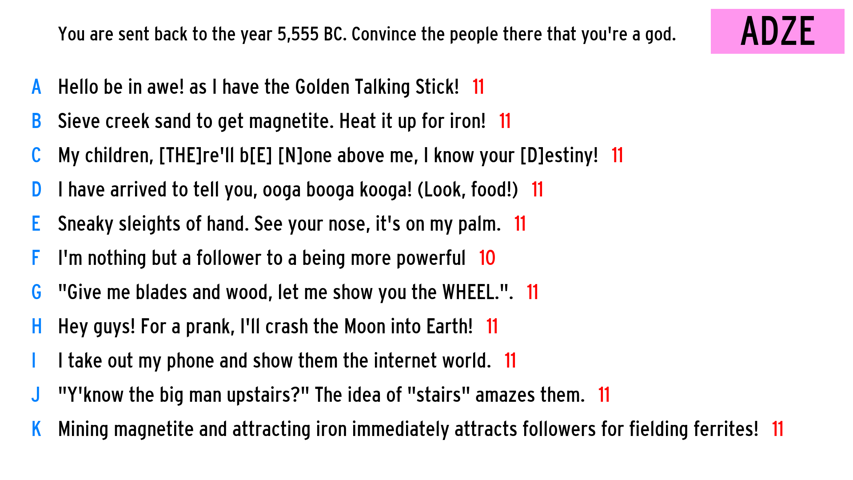 You are sent back to the year 5,555 BC. Convince the people there that you're a god.
ADZE
A Hello be in awe! as I have the Golden Talking Stick! 11
B Sieve creek sand to get magnetite. Heat it up for iron! 11
C My children, [THE]re'll b[E] [N]one above me, I know your [D]estiny! 11
D I have arrived to tell you, ooga booga kooga! (Look, food!) 11
E Sneaky sleights of hand. See your nose, it's on my palm. 11
F I'm nothing but a follower to a being more powerful 10
G "Give me blades and wood, let me show you the WHEEL.". 11
H Hey guys! For a prank, I'll crash the Moon into Earth! 11
I I take out my phone and show them the internet world. 11
J "Y'know the big man upstairs?" The idea of "stairs" amazes them. 11
K Mining magnetite and attracting iron immediately attracts followers for fielding ferrites! 11